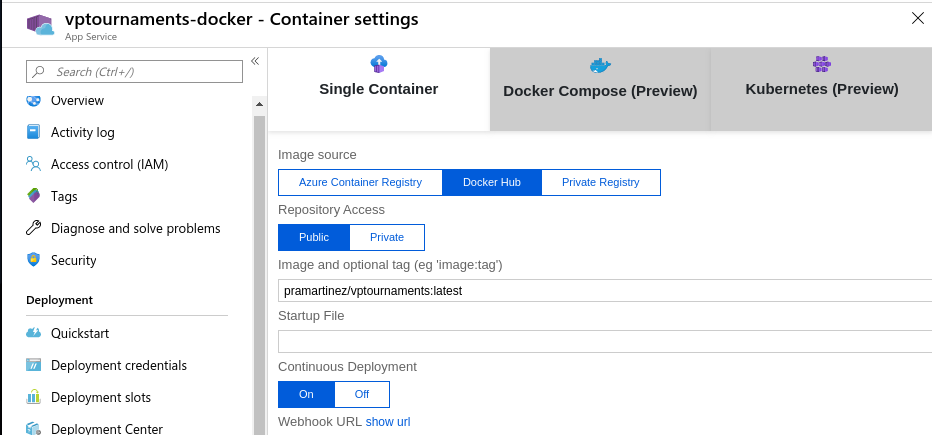 vptournaments-docker - Container settings
App Service
Search (Ctrl+/)
Overview
Activity log
Access control (IAM)
Tags
Diagnose and solve problems
Security
Deployment
Quickstart
Deployment credentials
Deployment slots
Deployment Center
Single Container
Docker Compose (Preview)
Kubernetes (Preview)
Image source
Azure Container Registry
Docker Hub
Private Registry
Repository Access
Public
Private
Image and optional tag (eg 'image:tag')
pramartinez/vptournaments:latest
Startup File
Continuous Deployment
On
Off
Webhook URL show url